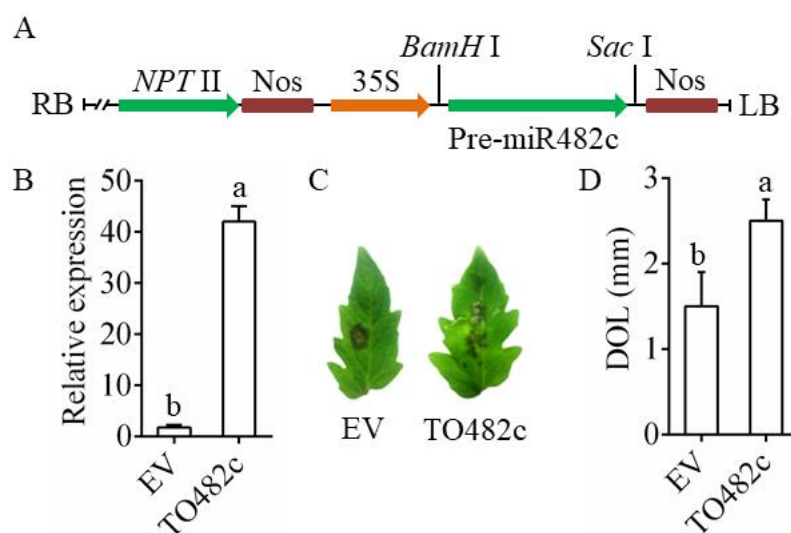 A
BamH I
Sac I
NPT II
Nos
35S
Nos
RB
LB
Pre-miR482c
B
Relative expression
50
40
30
20
10
0
b
a
EV
TO482c
C
EV
TO482c
D
DOL (mm)
3
2
1
0
b
a
EV
TO482c